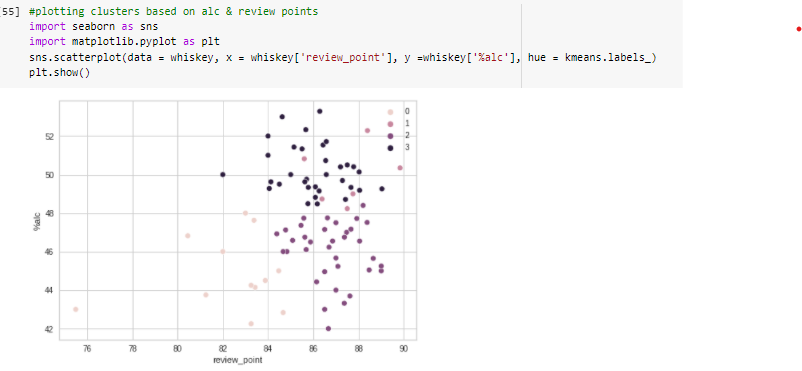 55] #plotting clusters based on alc & review points
import seaborn as sns
import matplotlib.pyplot as plt
sns.scatterplot(data = whiskey, x = whiskey['review_point'], y =whiskey['%alc'], hue = kmeans.labels_)
plt.show()
0
1
2
3
52
50
48
46
44
42
%alc
76 78 80 82 84 86 88 90
review_point